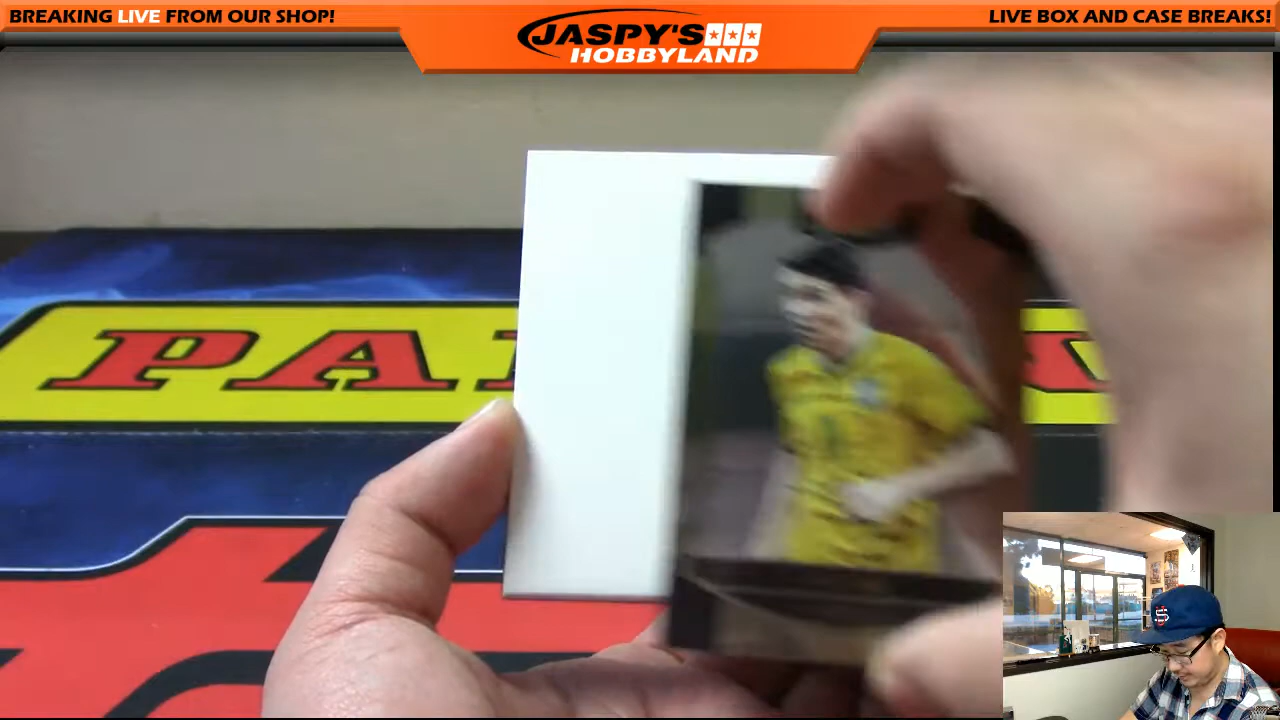 BREAKING LIVE FROM OUR SHOP!
JASPY'S
HOBBYLAND
LIVE BOX AND CASE BREAKS!
PA